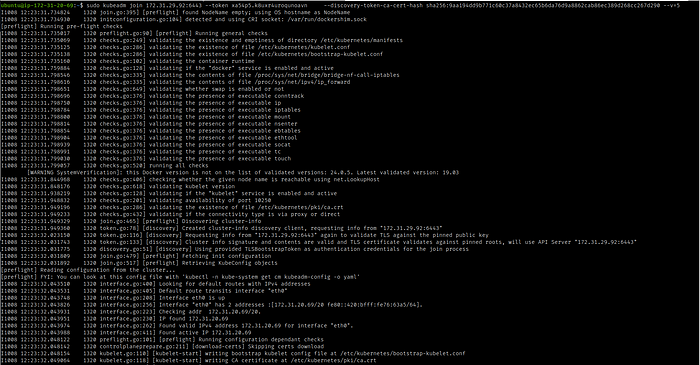 ubuntu@ip-172-31-20-69:~$ sudo kubeadm join 172.31.29.92:6443 --token --discovery-token-ca-cert-hash --v=5
I1008 12:23:31.734824 1320 join.go:395] [preflight] found NodeName empty; using OS hostname as NodeName
I1008 12:23:31.734930 1320 initconfiguration.go:104] detected and using CRI socket: /var/run/dockershim.sock
[preflight] Running pre-flight checks
I1008 12:23:31.735017 1320 preflight.go:90] [preflight] Running general checks
I1008 12:23:31.735069 1320 checks.go:249] validating the existence and emptiness of directory /etc/kubernetes/manifests
I1008 12:23:31.735125 1320 checks.go:286] validating the existence of file /etc/kubernetes/kubelet.conf
I1008 12:23:31.735138 1320 checks.go:286] validating the existence of file /etc/kubernetes/bootstrap-kubelet.conf
I1008 12:23:31.735160 1320 checks.go:102] validating the container runtime
I1008 12:23:31.759884 1320 checks.go:128] validating if the "docker" service is enabled and active
I1008 12:23:31.798546 1320 checks.go:335] validating the contents of file /proc/sys/net/bridge/bridge-nf-call-iptables
I1008 12:23:31.798616 1320 checks.go:335] validating the contents of file /proc/sys/net/ipv4/ip_forward
I1008 12:23:31.798651 1320 checks.go:649] validating whether swap is enabled or not
I1008 12:23:31.798696 1320 checks.go:376] validating the presence of executable conntrack
I1008 12:23:31.798750 1320 checks.go:376] validating the presence of executable ip
I1008 12:23:31.798784 1320 checks.go:376] validating the presence of executable iptables
I1008 12:23:31.798800 1320 checks.go:376] validating the presence of executable mount
I1008 12:23:31.798814 1320 checks.go:376] validating the presence of executable nsenter
I1008 12:23:31.798854 1320 checks.go:376] validating the presence of executable ebtables
I1008 12:23:31.798904 1320 checks.go:376] validating the presence of executable ethtool
I1008 12:23:31.798939 1320 checks.go:376] validating the presence of executable socat
I1008 12:23:31.798991 1320 checks.go:376] validating the presence of executable tc
I1008 12:23:31.799030 1320 checks.go:376] validating the presence of executable touch
I1008 12:23:31.799057 1320 checks.go:520] running all checks
[WARNING SystemVerification]: this Docker version is not on the list of validated versions: 24.0.5. Latest validated version: 19.03
I1008 12:23:31.844968 1320 checks.go:406] checking whether the given node name is reachable using net.LookupHost
I1008 12:23:31.848176 1320 checks.go:618] validating kubelet version
I1008 12:23:31.938219 1320 checks.go:128] validating if the "kubelet" service is enabled and active
I1008 12:23:31.948832 1320 checks.go:201] validating availability of port 10250
I1008 12:23:31.949196 1320 checks.go:286] validating the existence of file /etc/kubernetes/pki/ca.crt
I1008 12:23:31.949233 1320 checks.go:432] validating if the connectivity type is via proxy or direct
I1008 12:23:31.949329 1320 join.go:465] [preflight] Discovering cluster-info
I1008 12:23:31.949360 1320 token.go:78] [discovery] Created cluster-info discovery client, requesting info from "172.31.29.92:6443"
I1008 12:23:32.023150 1320 token.go:116] [discovery] Requesting info from "172.31.29.92:6443" again to validate TLS against the pinned public key
I1008 12:23:32.031743 1320 token.go:133] [discovery] Cluster info signature and contents are valid and TLS certificate validates against pinned roots, will use API Server "172.31.29.92:6443"
I1008 12:23:32.031775 1320 discovery.go:51] [discovery] Using provided TLSBootstrapToken as authentication credentials for the join process
I1008 12:23:32.031809 1320 join.go:479] [preflight] Fetching init configuration
I1008 12:23:32.031892 1320 join.go:517] [preflight] Retrieving KubeConfig objects
[preflight] Reading configuration from the cluster...
[preflight] FYI: You can look at this config file with 'kubectl -n kube-system get cm kubeadm-config -o yaml'
I1008 12:23:32.043510 1320 interface.go:400] Looking for default routes with IPv4 addresses
I1008 12:23:32.043531 1320 interface.go:405] Default route transits interface "eth0"
I1008 12:23:32.043748 1320 interface.go:208] Interface eth0 is up
I1008 12:23:32.043826 1320 interface.go:256] Interface "eth0" has 2 addresses :[172.31.20.69/20 fe80::420:bfff:fe76:63a5/64].
I1008 12:23:32.043931 1320 interface.go:223] Checking addr 172.31.20.69/20.
I1008 12:23:32.043951 1320 interface.go:230] IP found 172.31.20.69
I1008 12:23:32.043974 1320 interface.go:262] Found valid IPv4 address 172.31.20.69 for interface "eth0".
I1008 12:23:32.043988 1320 interface.go:411] Found active IP 172.31.20.69
I1008 12:23:32.048122 1320 preflight.go:101] [preflight] Running configuration dependant checks
I1008 12:23:32.048142 1320 controlplaneprepare.go:211] [download-certs] Skipping certs download
I1008 12:23:32.048154 1320 kubelet.go:110] [kubelet-start] writing bootstrap kubelet config file at /etc/kubernetes/bootstrap-kubelet.conf
I1008 12:23:32.049064 1320 kubelet.go:118] [kubelet-start] writing CA certificate at /etc/kubernetes/pki/ca.crt